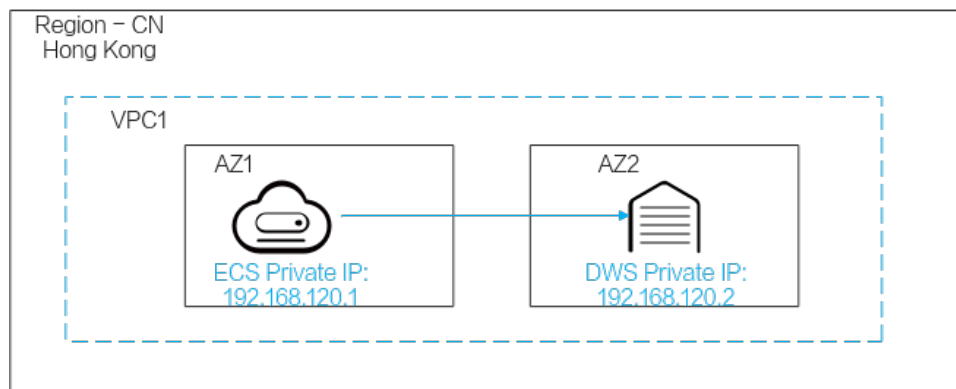 Region – CN
Hong Kong
VPC1
AZ1
AZ2
ECS Private IP:
192.168.120.1
DWS Private IP:
192.168.120.2